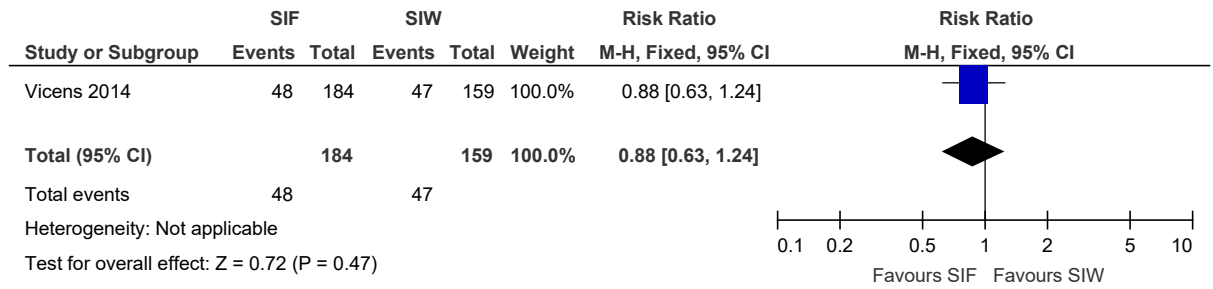 SIF SIW Risk Ratio Risk Ratio
Study or Subgroup Events Total Events Total Weight M-H, Fixed, 95% CI M-H, Fixed, 95% CI
Vicens 2014 48 184 47 159 100.0% 0.88 [0.63, 1.24]
Total (95% CI) 184 159 100.0% 0.88 [0.63, 1.24]
Total events 48 47
Heterogeneity: Not applicable
Test for overall effect: Z = 0.72 (P = 0.47)
0.1 0.2 0.5 1 2 5 10
Favours SIF Favours SIW